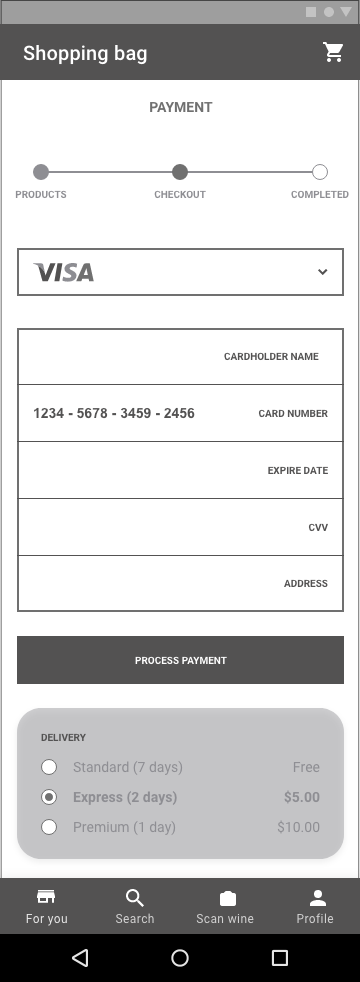 Shopping bag
PAYMENT
PRODUCTS CHECKOUT COMPLETED
VISA
CARDHOLDER NAME
1234 - 5678 - 3459 - 2456 CARD NUMBER
EXPIRE DATE
CVV
ADDRESS
PROCESS PAYMENT
DELIVERY
Standard (7 days) Free
Express (2 days) $5.00
Premium (1 day) $10.00
For you Search Scan wine Profile